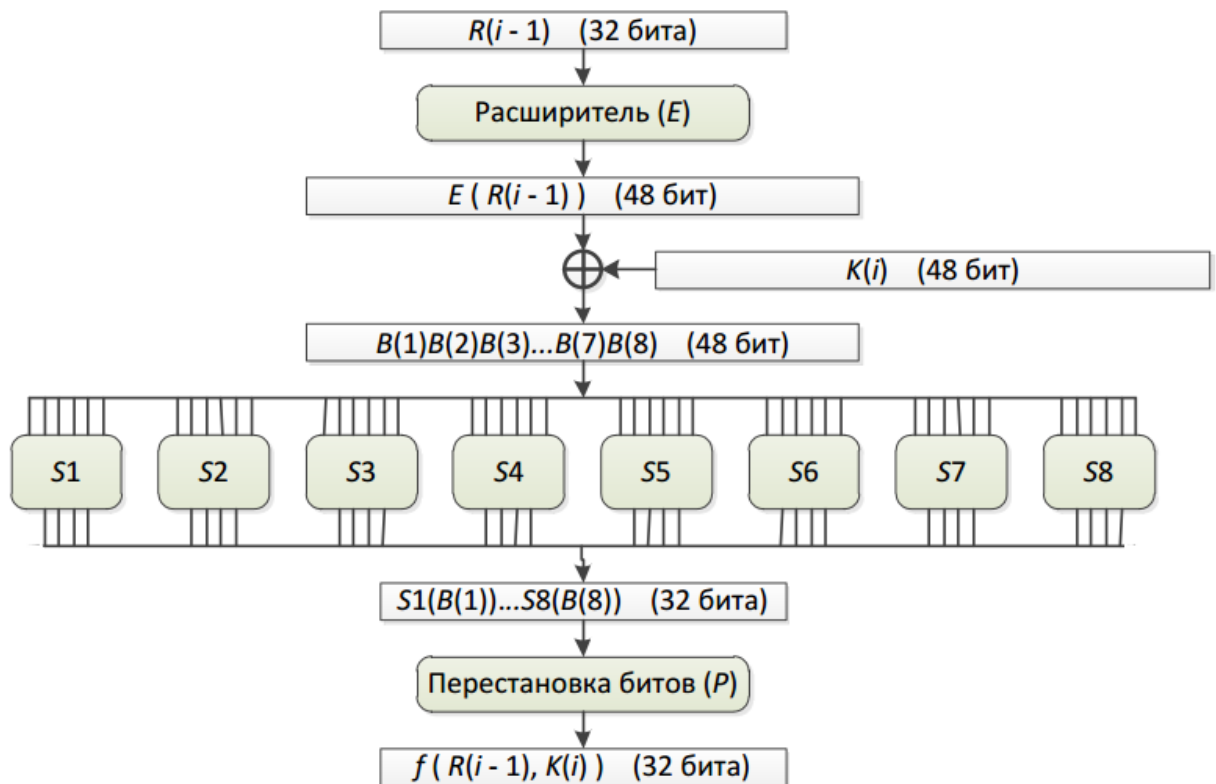 R(i - 1) (32 бита)
Расширитель (E)
E ( R(i - 1) ) (48 бит)
K(i) (48 бит)
B(1)B(2)B(3)...B(7)B(8) (48 бит)
S1 S2 S3 S4 S5 S6 S7 S8
S1(B(1))...S8(B(8)) (32 бита)
Перестановка битов (P)
f ( R(i - 1), K(i) ) (32 бита)